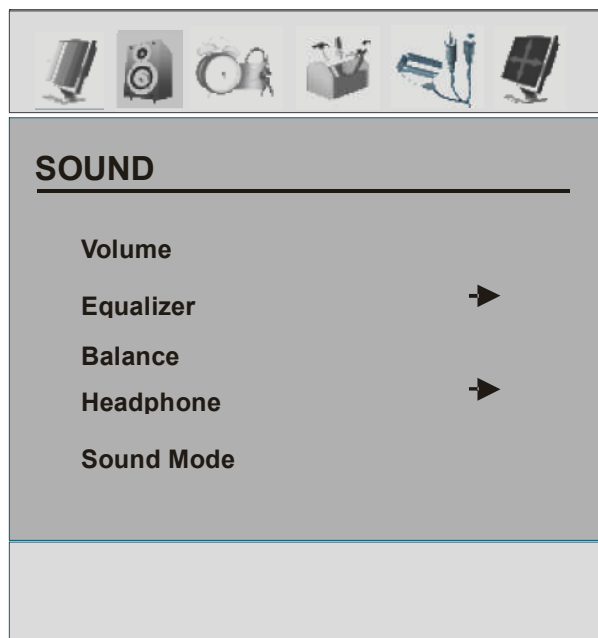 SOUND
Volume
Equalizer
Balance
Headphone
Sound Mode